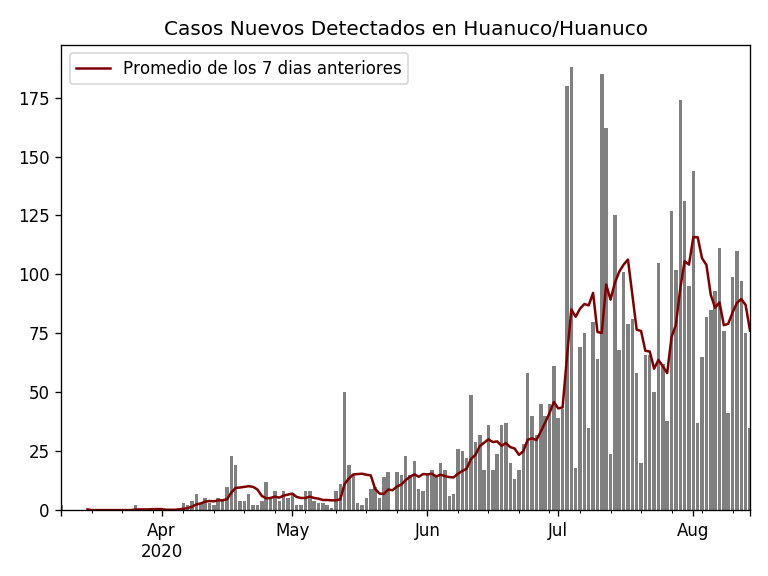 Casos Nuevos Detectados en Huanuco/Huanuco
Promedio de los 7 dias anteriores
175
150
125
100
75
50
25
0
Apr
2020
May
Jun
Jul
Aug